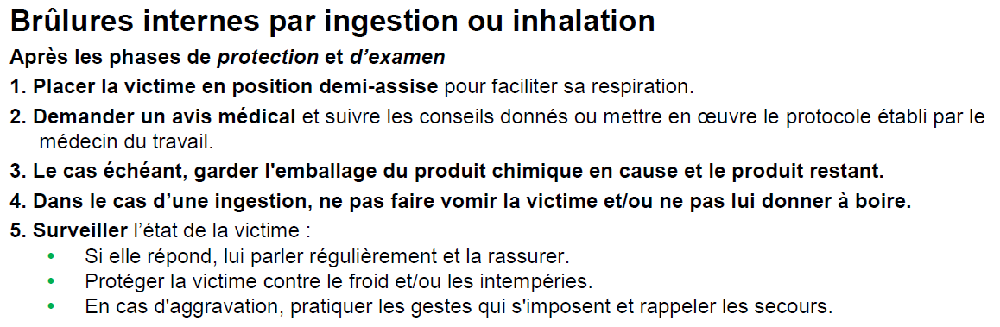 Brûlures internes par ingestion ou inhalation
Après les phases de protection et d’examen
1. Placer la victime en position demi-assise pour faciliter sa respiration.
2. Demander un avis médical et suivre les conseils donnés ou mettre en œuvre le protocole établi par le
médecin du travail.
3. Le cas échéant, garder l'emballage du produit chimique en cause et le produit restant.
4. Dans le cas d’une ingestion, ne pas faire vomir la victime et/ou ne pas lui donner à boire.
5. Surveiller l’état de la victime :
• Si elle répond, lui parler régulièrement et la rassurer.
• Protéger la victime contre le froid et/ou les intempéries.
• En cas d'aggravation, pratiquer les gestes qui s'imposent et rappeler les secours.